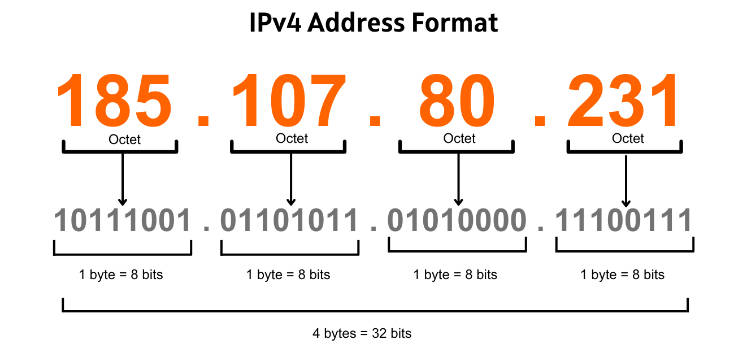 IPv4 Address Format
185 . 107 . 80 . 231
Octet Octet Octet Octet
10111001 . 01101011 . 01010000 . 11100111
1 byte = 8 bits 1 byte = 8 bits 1 byte = 8 bits 1 byte = 8 bits
4 bytes = 32 bits